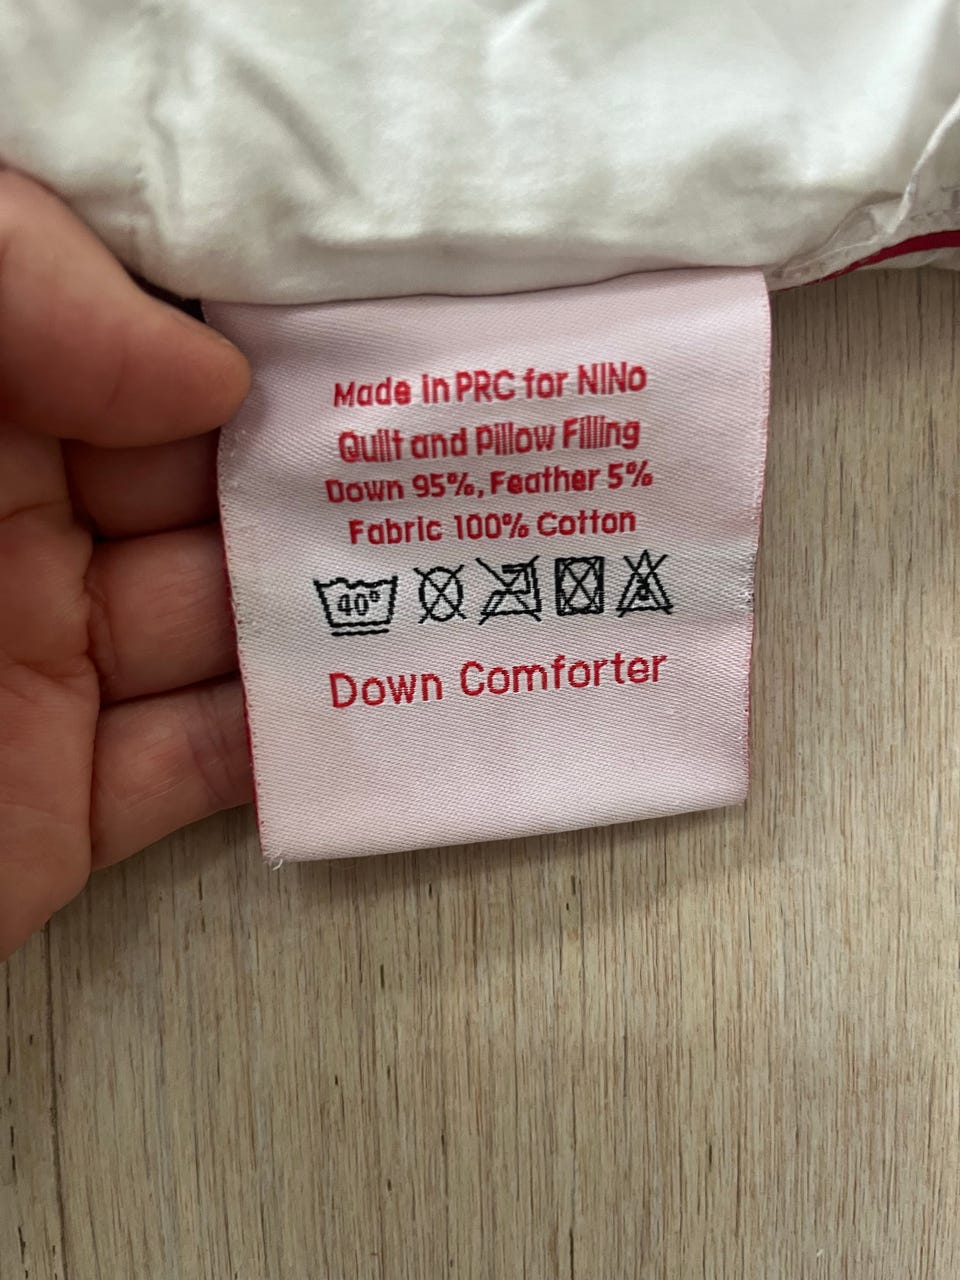 Made in PRC for NINo
Quilt and Pillow Filling
Down 95%, Feather 5%
Fabric 100% Cotton
40°
Down Comforter